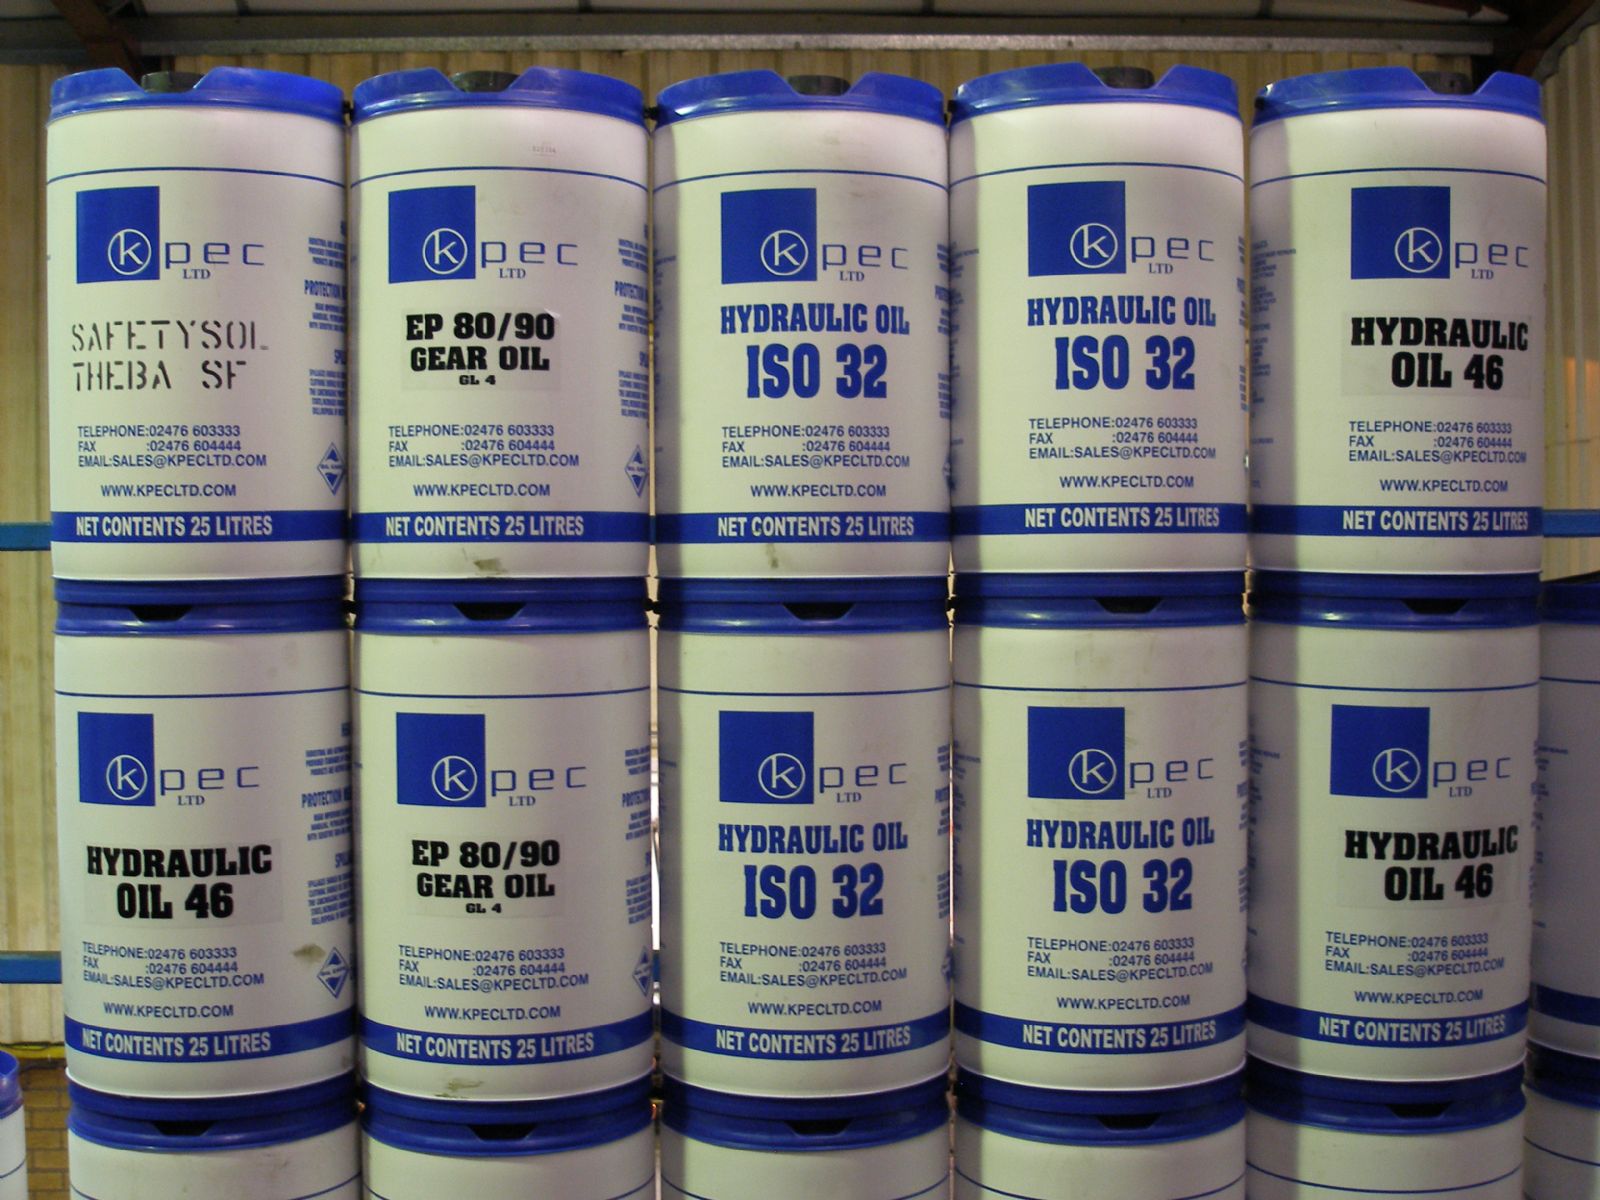 kpec
LTD
SAFETYSOL
THEBA SF
TELEPHONE:02476 603333
FAX :02476 604444
EMAIL:SALES@KPECLTD.COM
WWW.KPECLTD.COM
NET CONTENTS 25 LITRES
kpec
LTD
EP 80/90
GEAR OIL
GL 4
TELEPHONE:02476 603333
FAX :02476 604444
EMAIL:SALES@KPECLTD.COM
WWW.KPECLTD.COM
NET CONTENTS 25 LITRES
kpec
LTD
HYDRAULIC OIL
ISO 32
TELEPHONE:02476 603333
FAX :02476 604444
EMAIL:SALES@KPECLTD.COM
WWW.KPECLTD.COM
NET CONTENTS 25 LITRES
kpec
LTD
HYDRAULIC OIL
ISO 32
TELEPHONE:02476 603333
FAX :02476 604444
EMAIL:SALES@KPECLTD.COM
WWW.KPECLTD.COM
NET CONTENTS 25 LITRES
kpec
LTD
HYDRAULIC
OIL 46
TELEPHONE:02476 603333
FAX :02476 604444
EMAIL:SALES@KPECLTD.COM
WWW.KPECLTD.COM
NET CONTENTS 25 LITRES
kpec
LTD
HYDRAULIC
OIL 46
TELEPHONE:02476 603333
FAX :02476 604444
EMAIL:SALES@KPECLTD.COM
WWW.KPECLTD.COM
NET CONTENTS 25 LITRES
kpec
LTD
EP 80/90
GEAR OIL
GL 4
TELEPHONE:02476 603333
FAX :02476 604444
EMAIL:SALES@KPECLTD.COM
WWW.KPECLTD.COM
NET CONTENTS 25 LITRES
kpec
LTD
HYDRAULIC OIL
ISO 32
TELEPHONE:02476 603333
FAX :02476 604444
EMAIL:SALES@KPECLTD.COM
WWW.KPECLTD.COM
NET CONTENTS 25 LITRES
kpec
LTD
HYDRAULIC OIL
ISO 32
TELEPHONE:02476 603333
FAX :02476 604444
EMAIL:SALES@KPECLTD.COM
WWW.KPECLTD.COM
NET CONTENTS 25 LITRES
kpec
LTD
HYDRAULIC
OIL 46
TELEPHONE:02476 603333
FAX :02476 604444
EMAIL:SALES@KPECLTD.COM
WWW.KPECLTD.COM
NET CONTENTS 25 LITRES
PROTECTION
PROTECTION
PROTECTION
PROTECTION